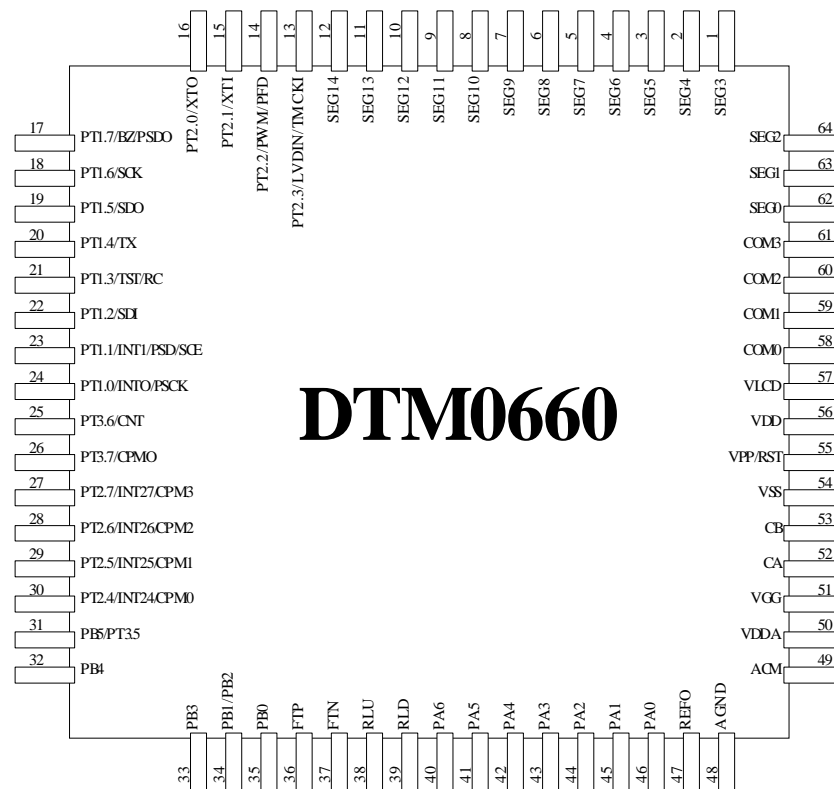 16 15 14 13 12 11 10 9 8 7 6 5 4 3 2 1
PT2.0/XTO
PT2.1/XTI
PT2.2/PWM/PFD
PT2.3/LVDIN/TMCKI
SEG14
SEG13
SEG12
SEG11
SEG10
SEG9
SEG8
SEG7
SEG6
SEG5
SEG4
SEG3
17 PT1.7/BZ/PSDO
18 PT1.6/SCK
19 PT1.5/SDO
20 PT1.4/TX
21 PT1.3/TST/RC
22 PT1.2/SDI
23 PT1.1/INT1/PSD/SCE
24 PT1.0/INTO/PSCK
25 PT3.6/CNT
26 PT3.7/CPMO
27 PT2.7/INT27/CPM3
28 PT2.6/INT26/CPM2
29 PT2.5/INT25/CPM1
30 PT2.4/INT24/CPM0
31 PB5/PT3.5
32 PB4
DTM0660
SEG2 64
SEG1 63
SEG0 62
COM3 61
COM2 60
COM1 59
COM0 58
VLCD 57
VDD 56
VPP/RST 55
VSS 54
CB 53
CA 52
VGG 51
VDDA 50
ACM 49
PB3
PB1/PB2
PB0
FTP
FTN
RLU
RLD
PA6
PA5
PA4
PA3
PA2
PA1
PA0
REFO
AGND
33 34 35 36 37 38 39 40 41 42 43 44 45 46 47 48